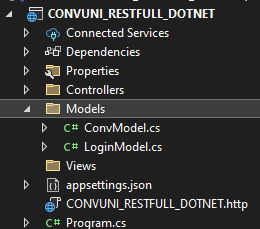 CONVUNI_RESTFULL_DOTNET
Connected Services
Dependencies
Properties
Controllers
Models
C# ConvModel.cs
C# LoginModel.cs
Views
appsettings.json
CONVUNI_RESTFULL_DOTNET.http
C# Program.cs